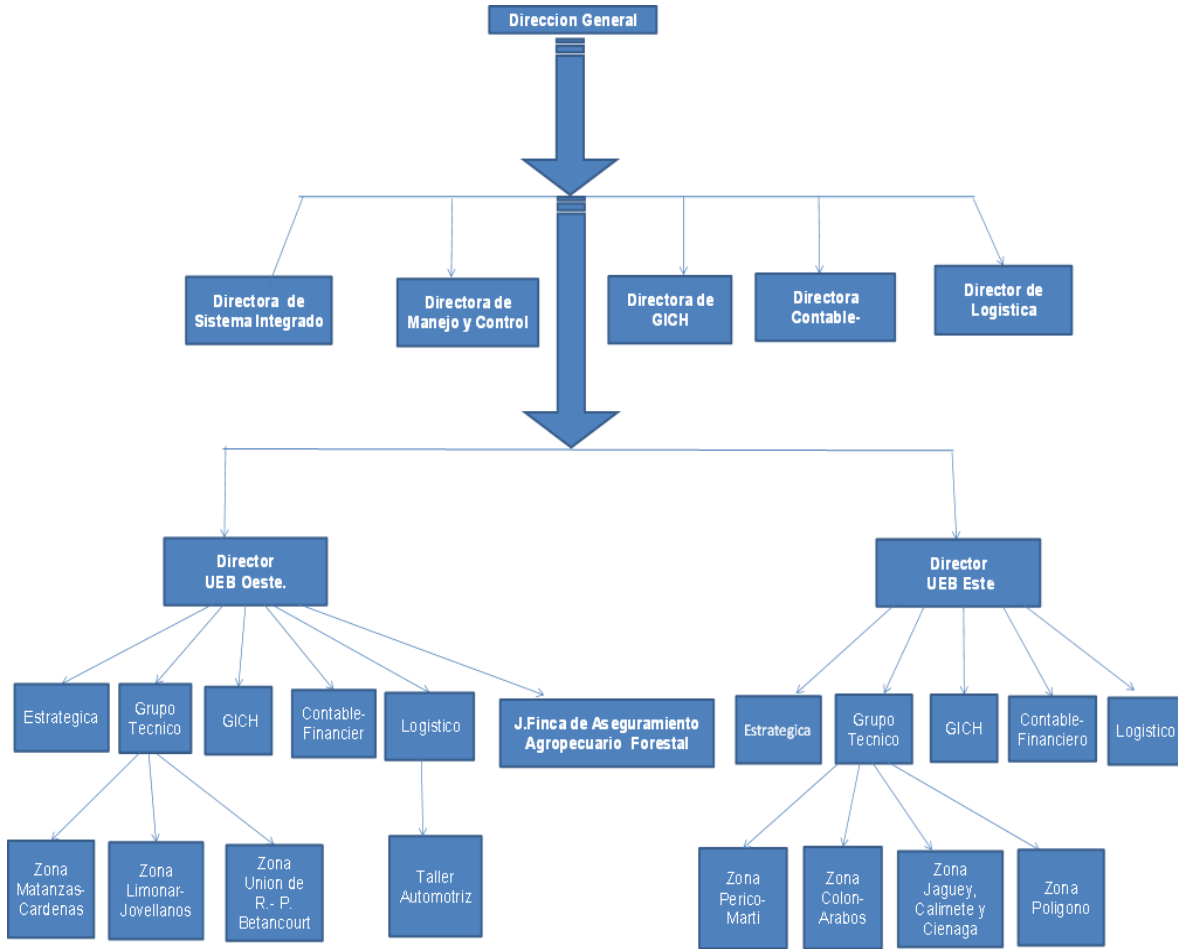 Direccion General
Directora de
Sistema Integrado
Directora de
Manejo y Control
Directora de
GICH
Directora
Contable-
Director de
Logistica
Director
UEB Oeste.
Director
UEB Este
Estrategica
Grupo
Tecnico
GICH
Contable-
Financier
Logístico
J.Finca de Aseguramiento
Agropecuario Forestal
Estrategica
Grupo
Tecnico
GICH
Contable-
Financiero
Logistico
Zona
Matanzas-
Cardenas
Zona
Limonar-
Jovellanos
Zona
Union de
R.- P.
Betancourt
Taller
Automotriz
Zona
Perico-
Marti
Zona
Colon-
Arabos
Zona
Jaguey,
Calimete y
Cienaga
Zona
Poligono